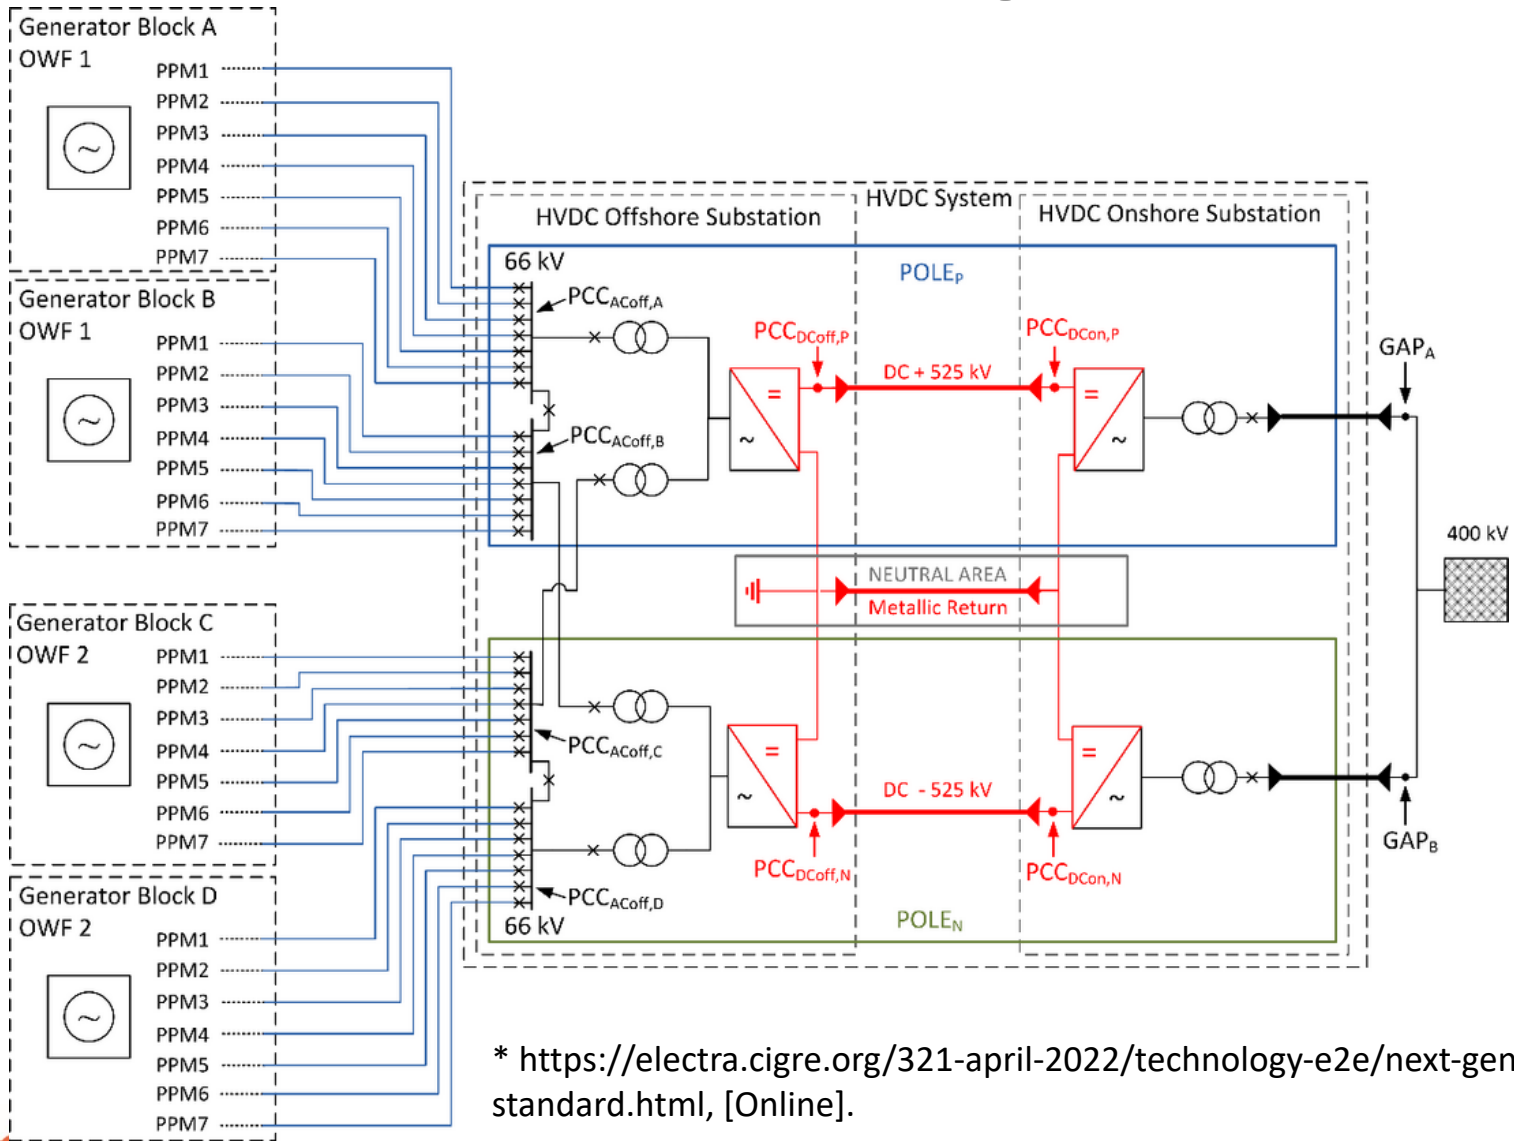 Generator Block A
OWF 1
PPM1
PPM2
PPM3
PPM4
PPM5
PPM6
PPM7
Generator Block B
OWF 1
PPM1
PPM2
PPM3
PPM4
PPM5
PPM6
PPM7
Generator Block C
OWF 2
PPM1
PPM2
PPM3
PPM4
PPM5
PPM6
PPM7
Generator Block D
OWF 2
PPM1
PPM2
PPM3
PPM4
PPM5
PPM6
PPM7
HVDC System
HVDC Offshore Substation
HVDC Onshore Substation
66 kV
POLEP
PCCACoff,A
PCCDCoff,P
PCCDCon,P
DC + 525 kV
GAPA
PCCACoff,B
=
~
=
~
400 kV
NEUTRAL AREA
Metallic Return
PCCACoff,C
=
~
=
~
DC - 525 kV
GAPB
PCCDCoff,N
PCCDCon,N
PCCACoff,D
66 kV
POLEN
* https://electra.cigre.org/321-april-2022/technology-e2e/next-gen
standard.html, [Online].